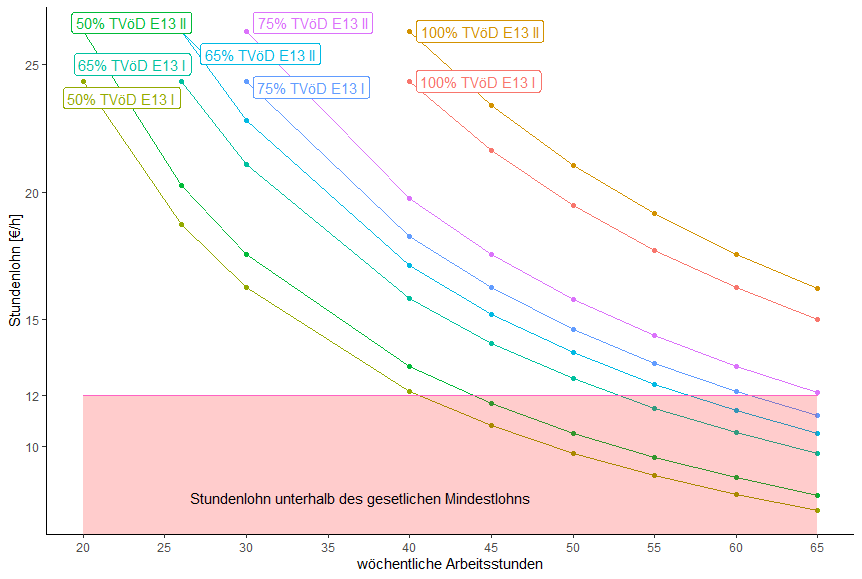 50% TVöD E13 II
75% TVöD E13 II
100% TVöD E13 II
65% TVöD E13 II
65% TVöD E13 I
100% TVöD E13 I
75% TVöD E13 I
50% TVöD E13 I
25
20
15
12
10
Stundenlohn [€/h]
Stundenlohn unterhalb des gesetlichen Mindestlohns
20 25 30 35 40 45 50 55 60 65
wöchentliche Arbeitsstunden